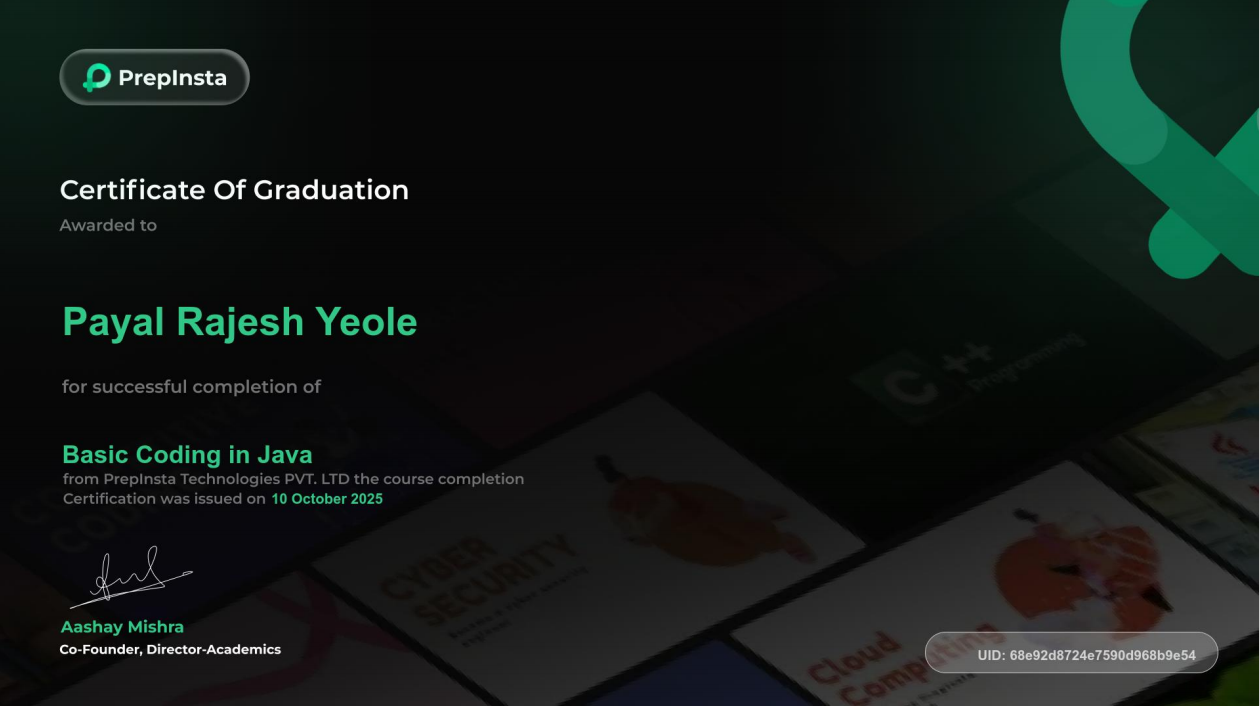 PrepInsta
Certificate Of Graduation
Awarded to
Payal Rajesh Yeole
for successful completion of
Basic Coding in Java
from PrepInsta Technologies PVT. LTD the course completion
Certification was issued on 10 October 2025
Aashay Mishra
Co-Founder, Director-Academics
C ++
Programming
CYBER
SECURITY
Cloud
Computing
UID: 68e92d8724e7590d968b9e54